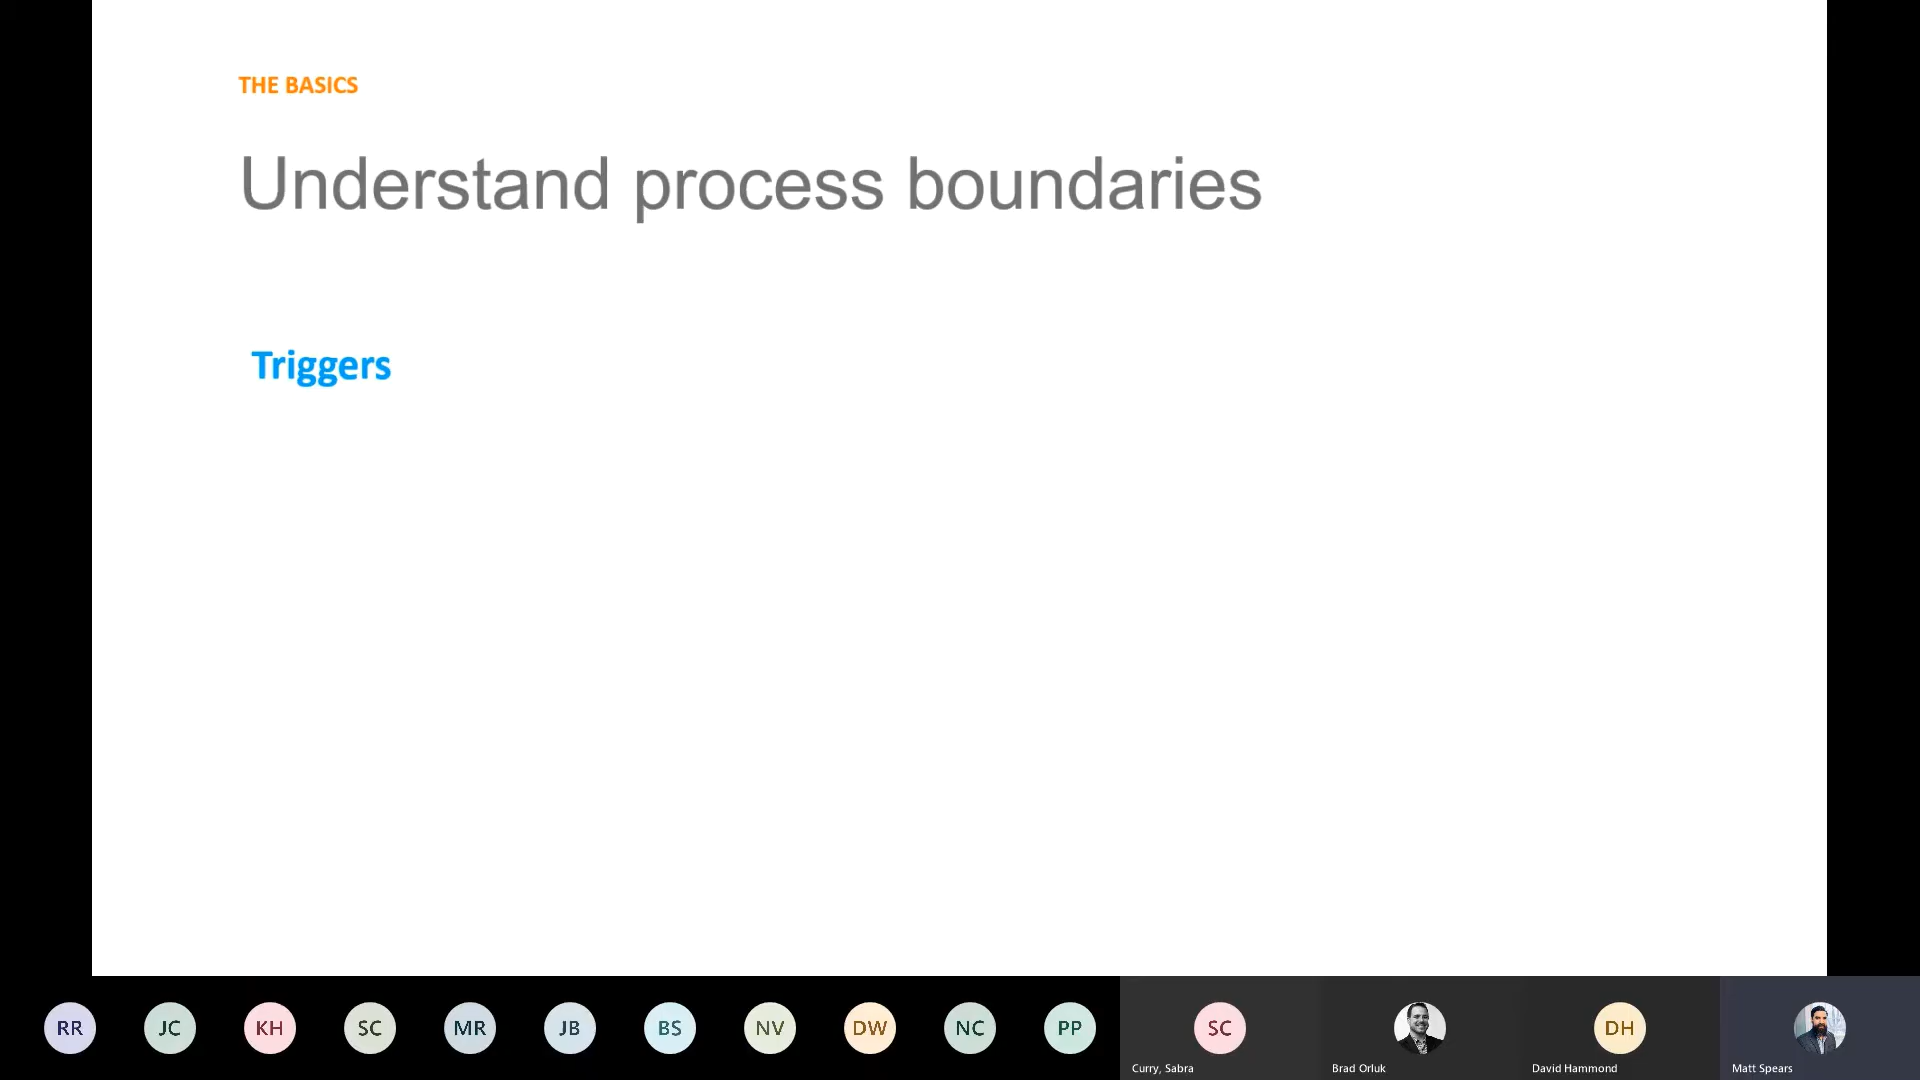 THE BASICS
Understand process boundaries
Triggers
RR
JC
KH
SC
MR
JB
BS
NV
DW
NC
PP
SC
DH
Curry, Sabra
Brad Orluk
David Hammond
Matt Spears